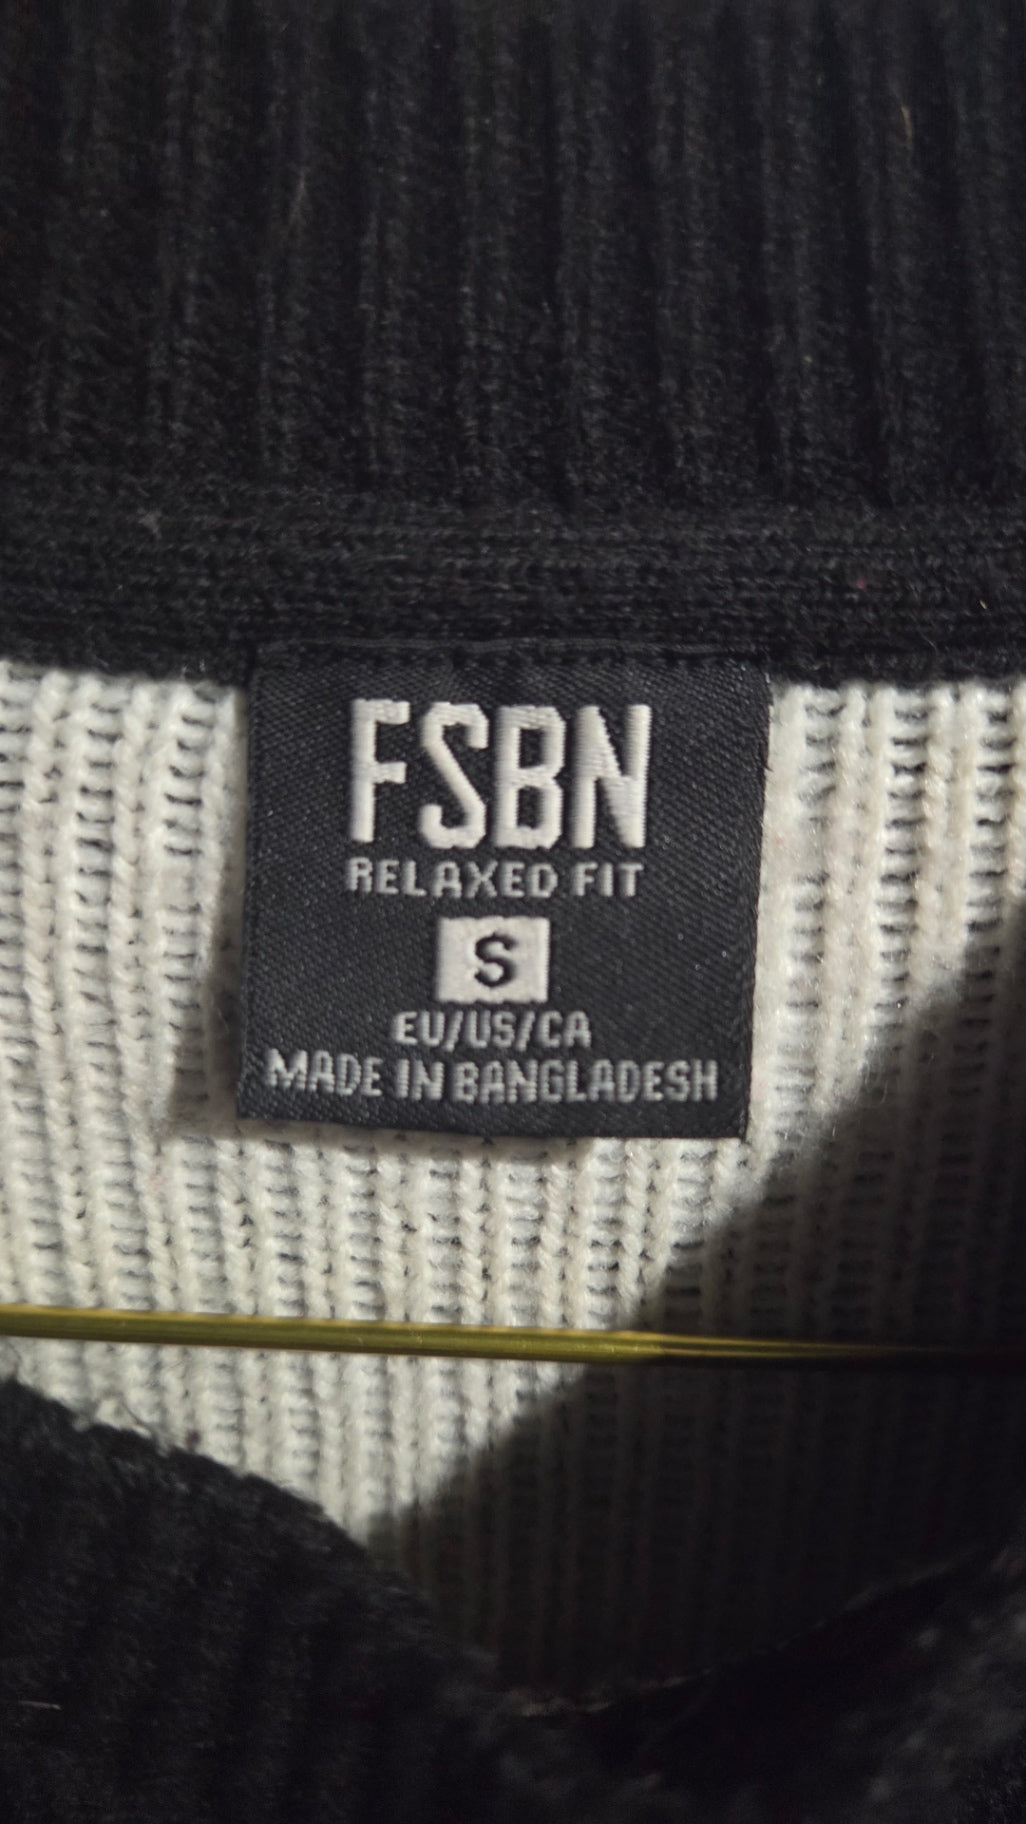 FSBN
RELAXED FIT
S
EU/US/CA
MADE IN BANGLADESH